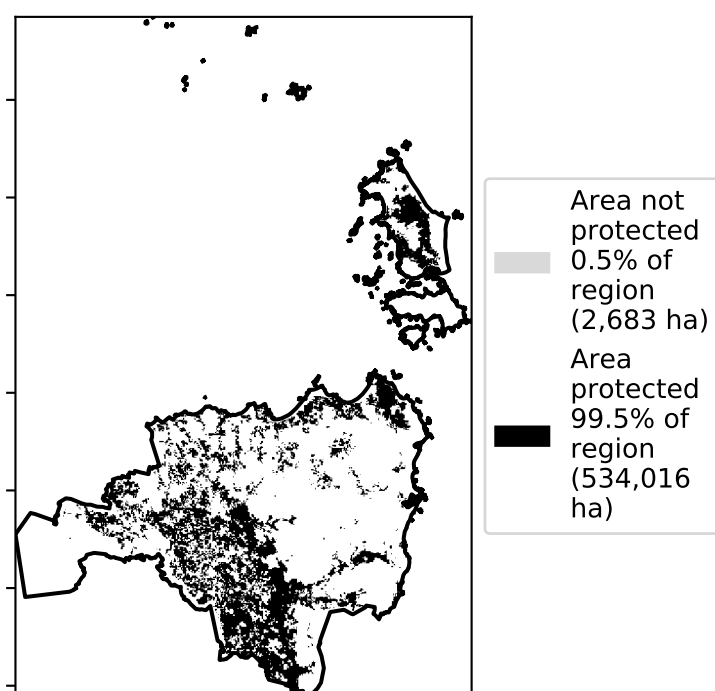 Area not
protected
0.5% of
region
(2,683 ha)
Area
protected
99.5% of
region
(534,016
ha)